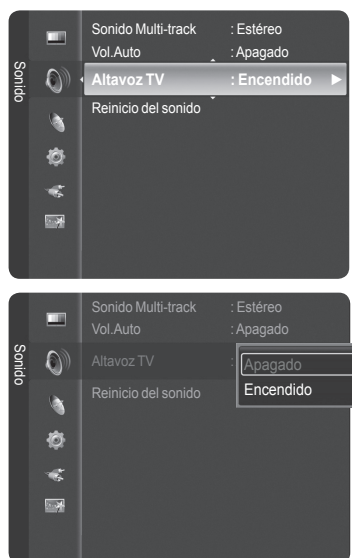 Sonido
Sonido Multi-track : Estéreo
Vol.Auto : Apagado
Altavoz TV : Encendido
Reinicio del sonido
Sonido
Sonido Multi-track : Estéreo
Vol.Auto : Apagado
Altavoz TV : Apagado
Encendido
Reinicio del sonido